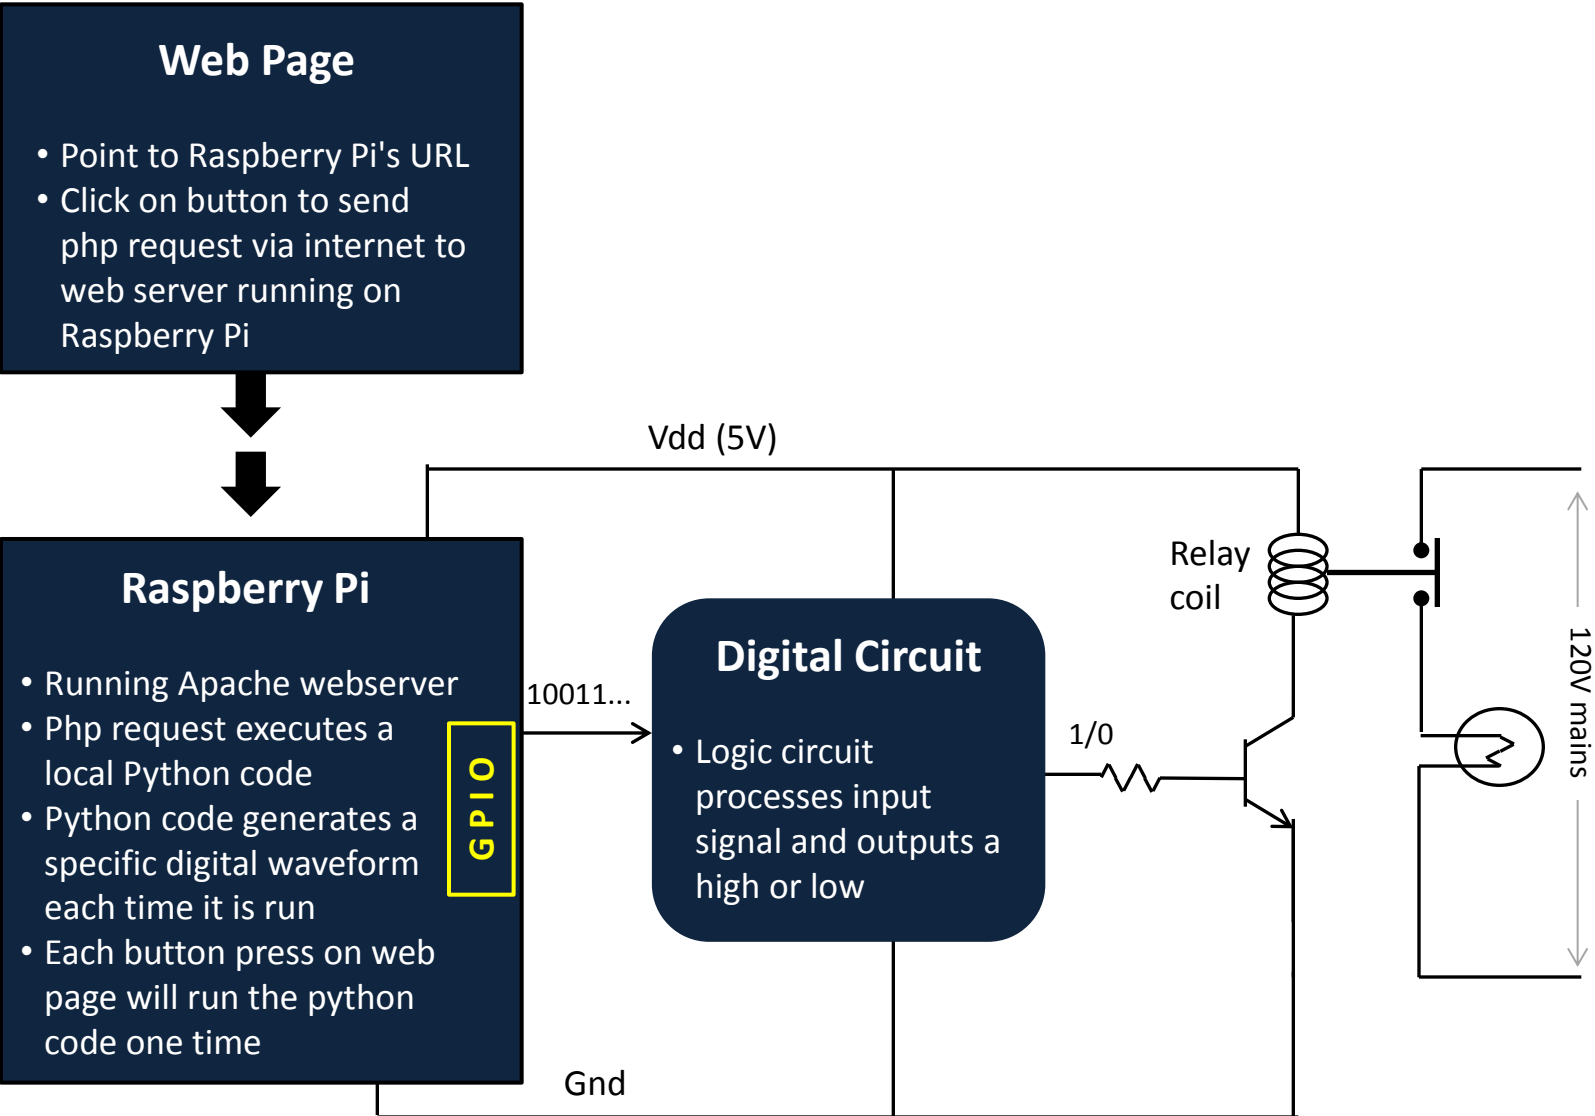 Web Page
• Point to Raspberry Pi's URL
• Click on button to send
php request via internet to
web server running on
Raspberry Pi
Vdd (5V)
Raspberry Pi
• Running Apache webserver
• Php request executes a
local Python code
• Python code generates a
specific digital waveform
each time it is run
• Each button press on web
page will run the python
code one time
GPIO
10011...
Digital Circuit
• Logic circuit
processes input
signal and outputs a
high or low
1/0
Relay
coil
120V mains
Gnd